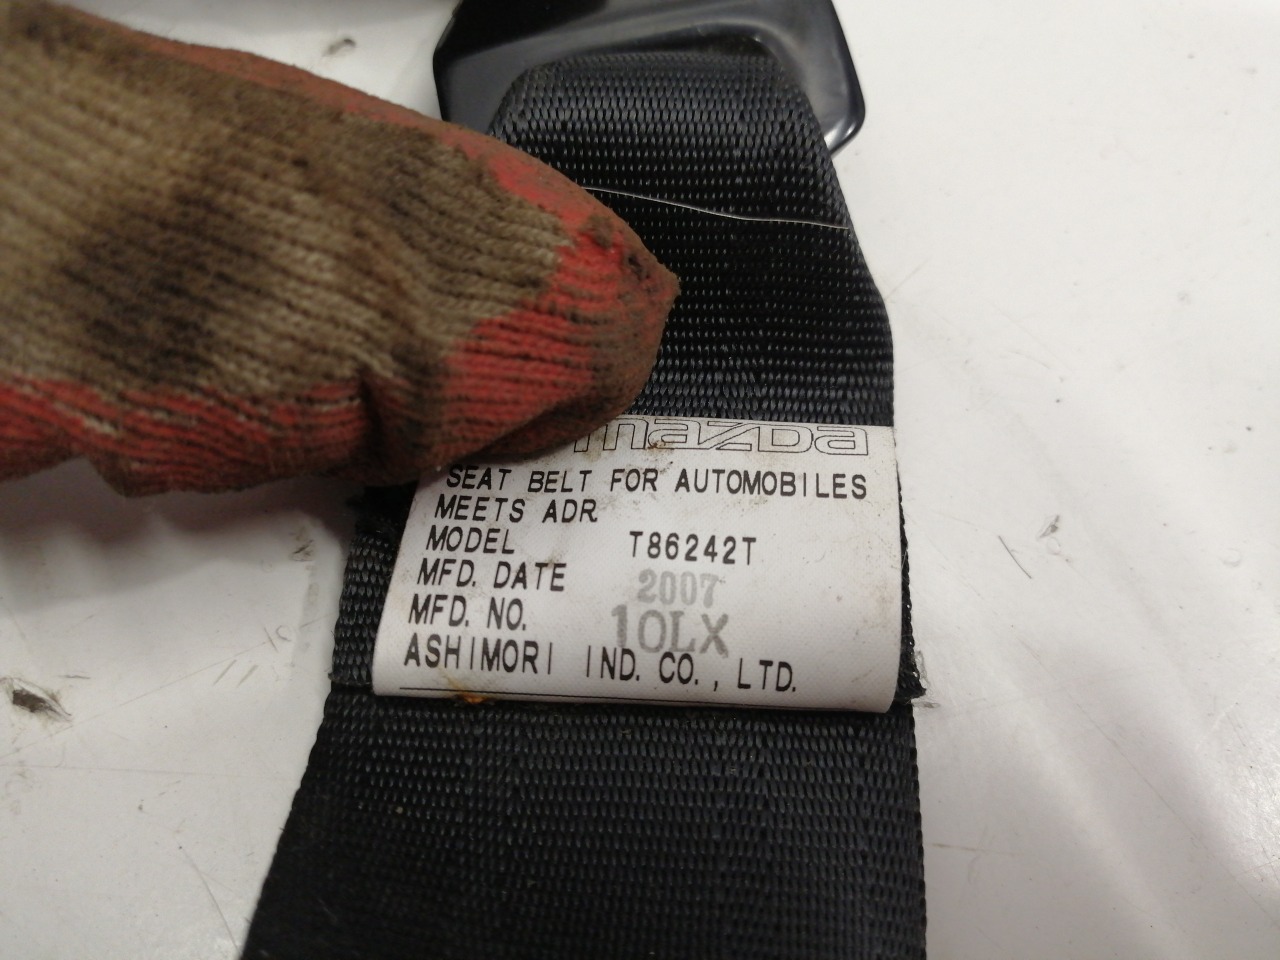 mazda
SEAT BELT FOR AUTOMOBILES
MEETS ADR
MODEL T86242T
MFD. DATE 2007
MFD. NO. 10LX
ASHIMORI IND. CO., LTD.